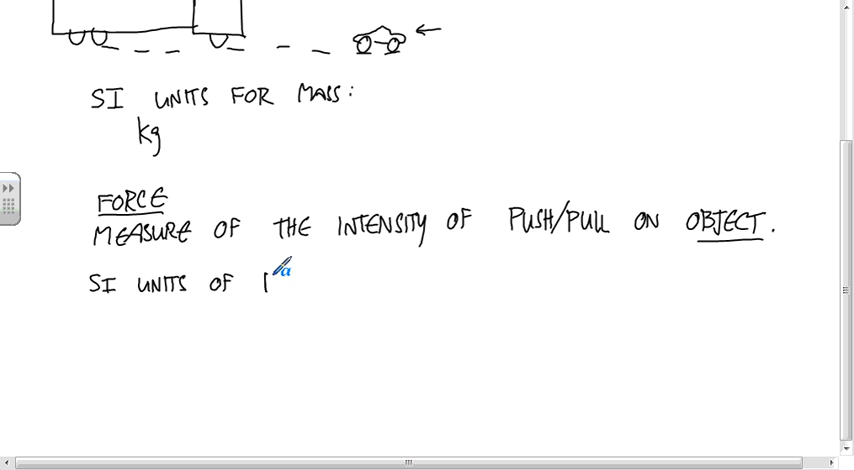 SI UNITS FOR MASS:
kg
FORCE
MEASURE OF THE INTENSITY OF PUSH/PULL ON OBJECT.
SI UNITS OF